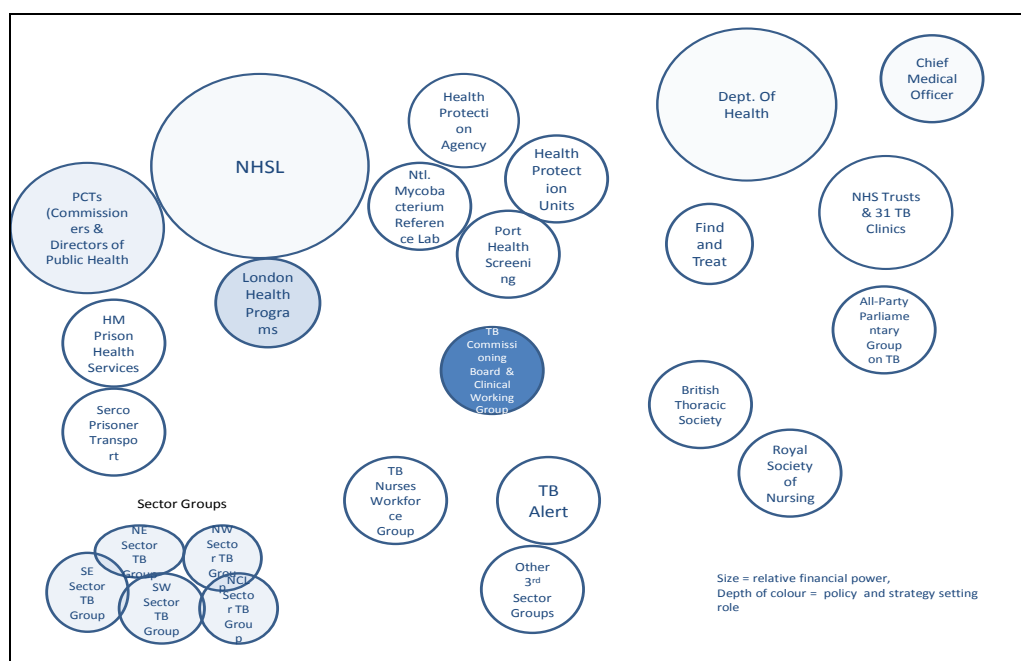 Chief
Medical
Officer
Dept. Of
Health
Health
Protecti
on
Agency
NHSL
Health
Protect
ion
Units
Ntl.
Mycoba
cterium
Referen
ce Lab
PCTs
(Commission
ers &
Directors of
Public Health
NHS Trusts
& 31 TB
Clinics
Find
and
Treat
Port
Health
Screeni
ng
London
Health
Progra
ms
HM
Prison
Health
Services
All-Party
Parliame
ntary
Group
on TB
TB
Commissi
oning
Board &
Clinical
Working
Group
British
Thoracic
Society
Serco
Prisoner
Transpo
rt
Royal
Society
of
Nursing
TB
Nurses
Workfor
ce
Group
TB
Alert
Sector Groups
NE
Sector
TB
Group
NW
Secto
r TB
Grou
p
SE
Sector
TB
Group
SW
Sector
TB
Group
NCL
Secto
r TB
Grou
p
Other
3rd
Sector
Groups
Size = relative financial power,
Depth of colour = policy and strategy setting
role